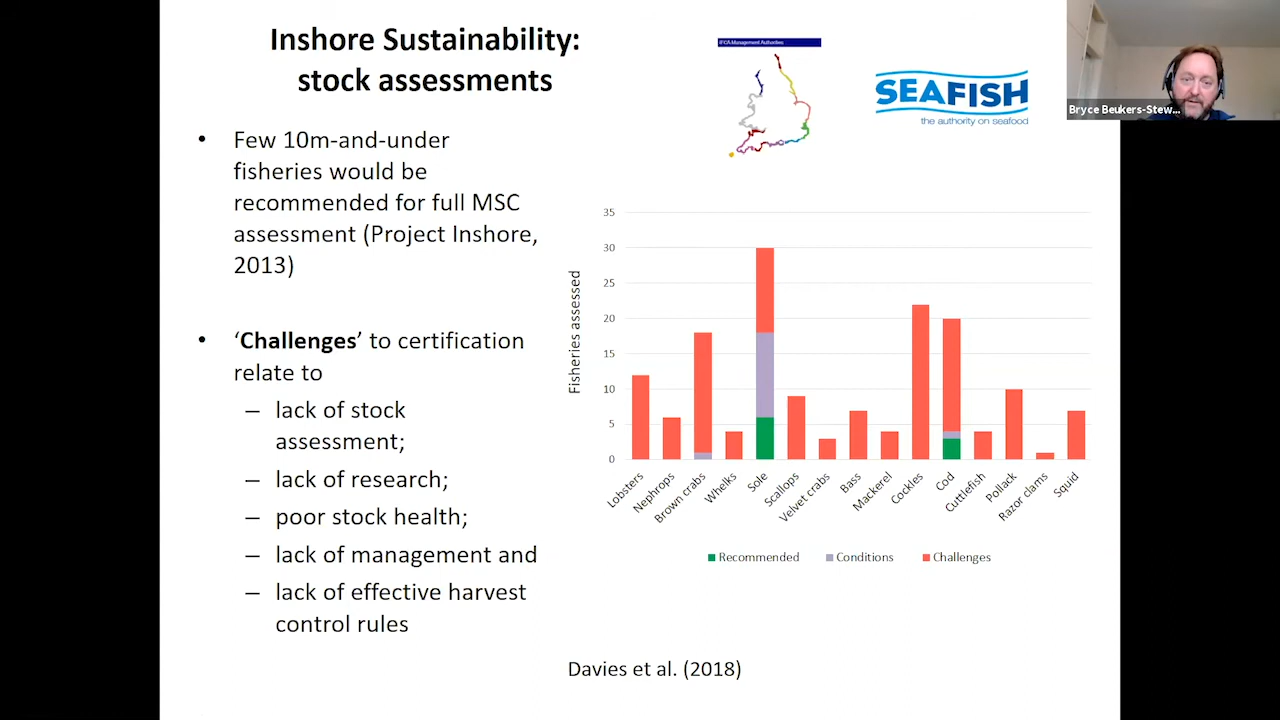 Inshore Sustainability:
stock assessments
IFCA Management Authorities
SEAFISH
the authority on seafood
Bryce Beukers-Stew...
• Few 10m-and-under
fisheries would be
recommended for full MSC
assessment (Project Inshore,
2013)
• ‘Challenges’ to certification
relate to
– lack of stock
assessment;
– lack of research;
– poor stock health;
– lack of management and
– lack of effective harvest
control rules
Fisheries assessed
35
30
25
20
15
10
5
0
Lobsters
Nephrops
Brown crabs
Whelks
Sole
Scallops
Velvet crabs
Bass
Mackerel
Cockles
Cod
Cuttlefish
Pollack
Razor clams
Squid
Recommended Conditions Challenges
Davies et al. (2018)